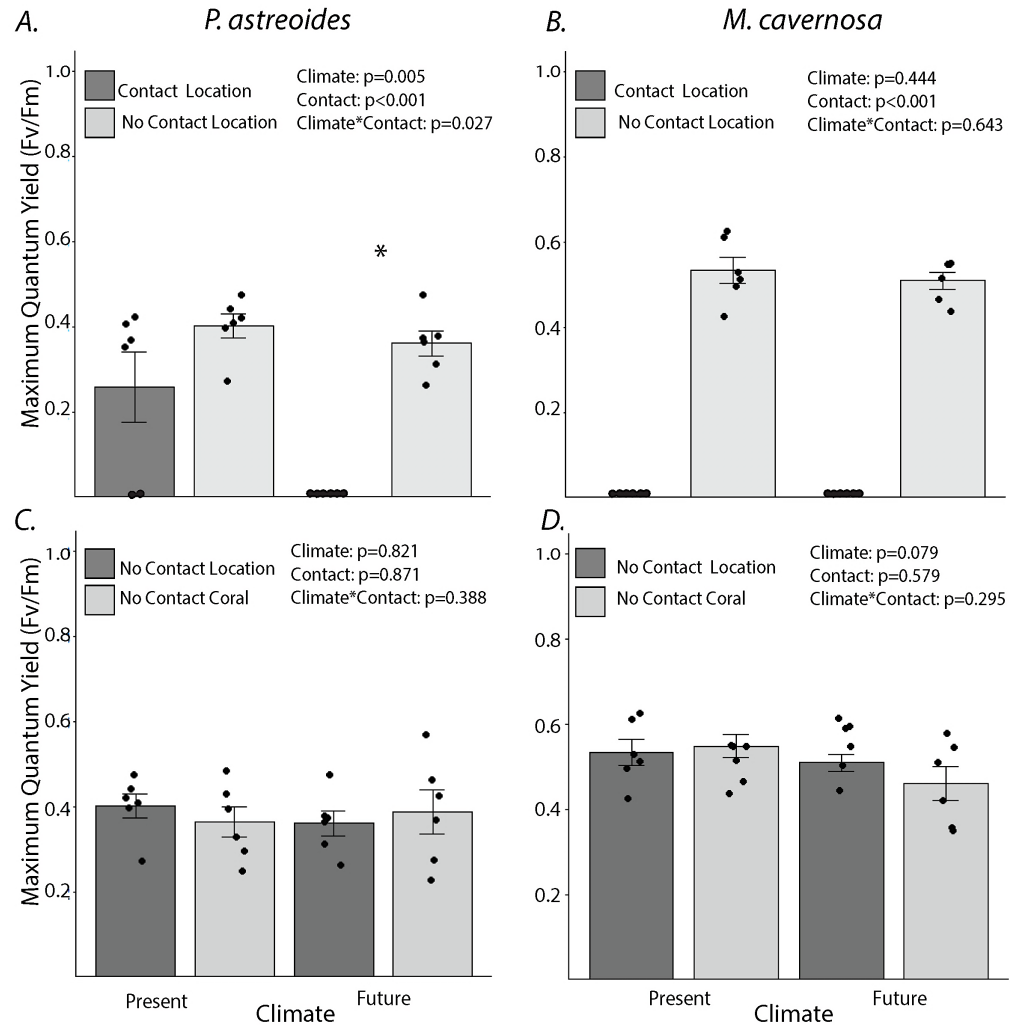 A.
P. astreoides
B.
M. cavernosa
Maximum Quantum Yield (Fv/Fm)
1.0
0.8
0.6
0.4
0.2
Contact Location
No Contact Location
Climate: p=0.005
Contact: p<0.001
Climate*Contact: p=0.027
*
1.0
0.8
0.6
0.4
0.2
Contact Location
No Contact Location
Climate: p=0.444
Contact: p<0.001
Climate*Contact: p=0.643
C.
Maximum Quantum Yield (Fv/Fm)
1.0
0.8
0.6
0.4
0.2
No Contact Location
No Contact Coral
Climate: p=0.821
Contact: p=0.871
Climate*Contact: p=0.388
Present
Future
Climate
D.
1.0
0.8
0.6
0.4
0.2
No Contact Location
No Contact Coral
Climate: p=0.079
Contact: p=0.579
Climate*Contact: p=0.295
Present
Future
Climate